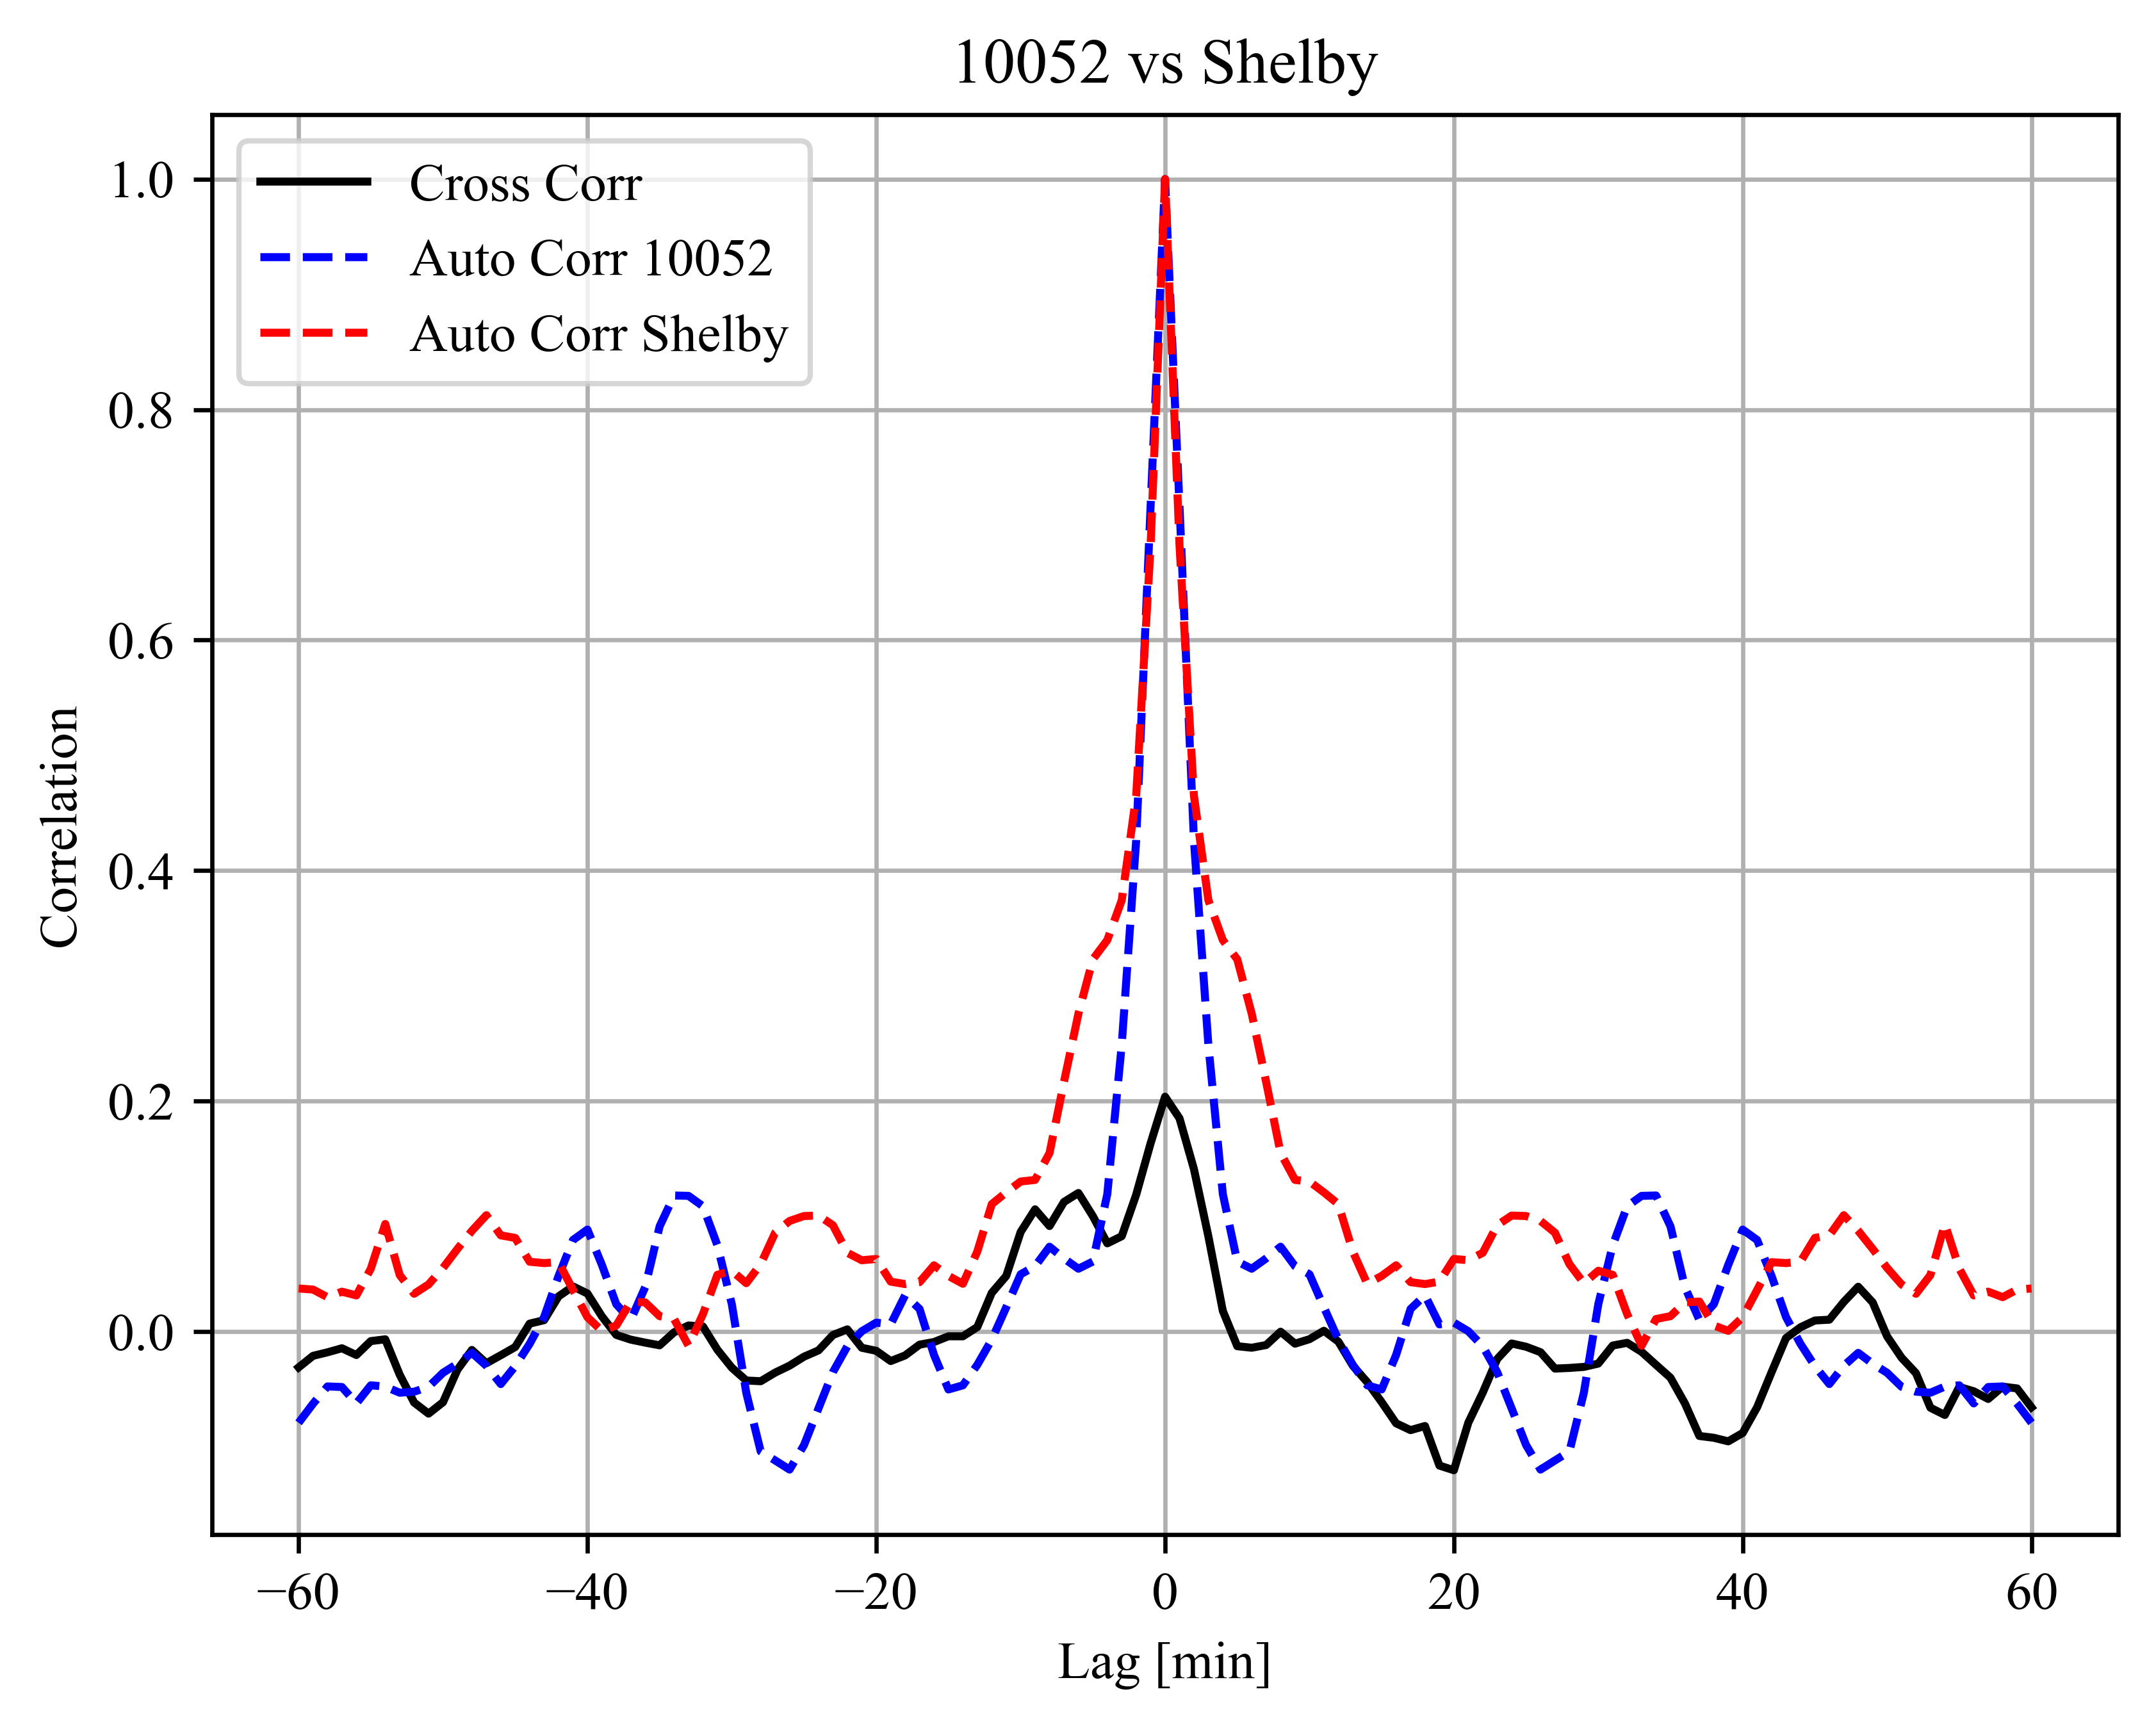 10052 vs Shelby
Cross Corr
Auto Corr 10052
Auto Corr Shelby
1.0
0.8
0.6
0.4
0.2
0.0
Correlation
−60 −40 −20 0 20 40 60
Lag [min]